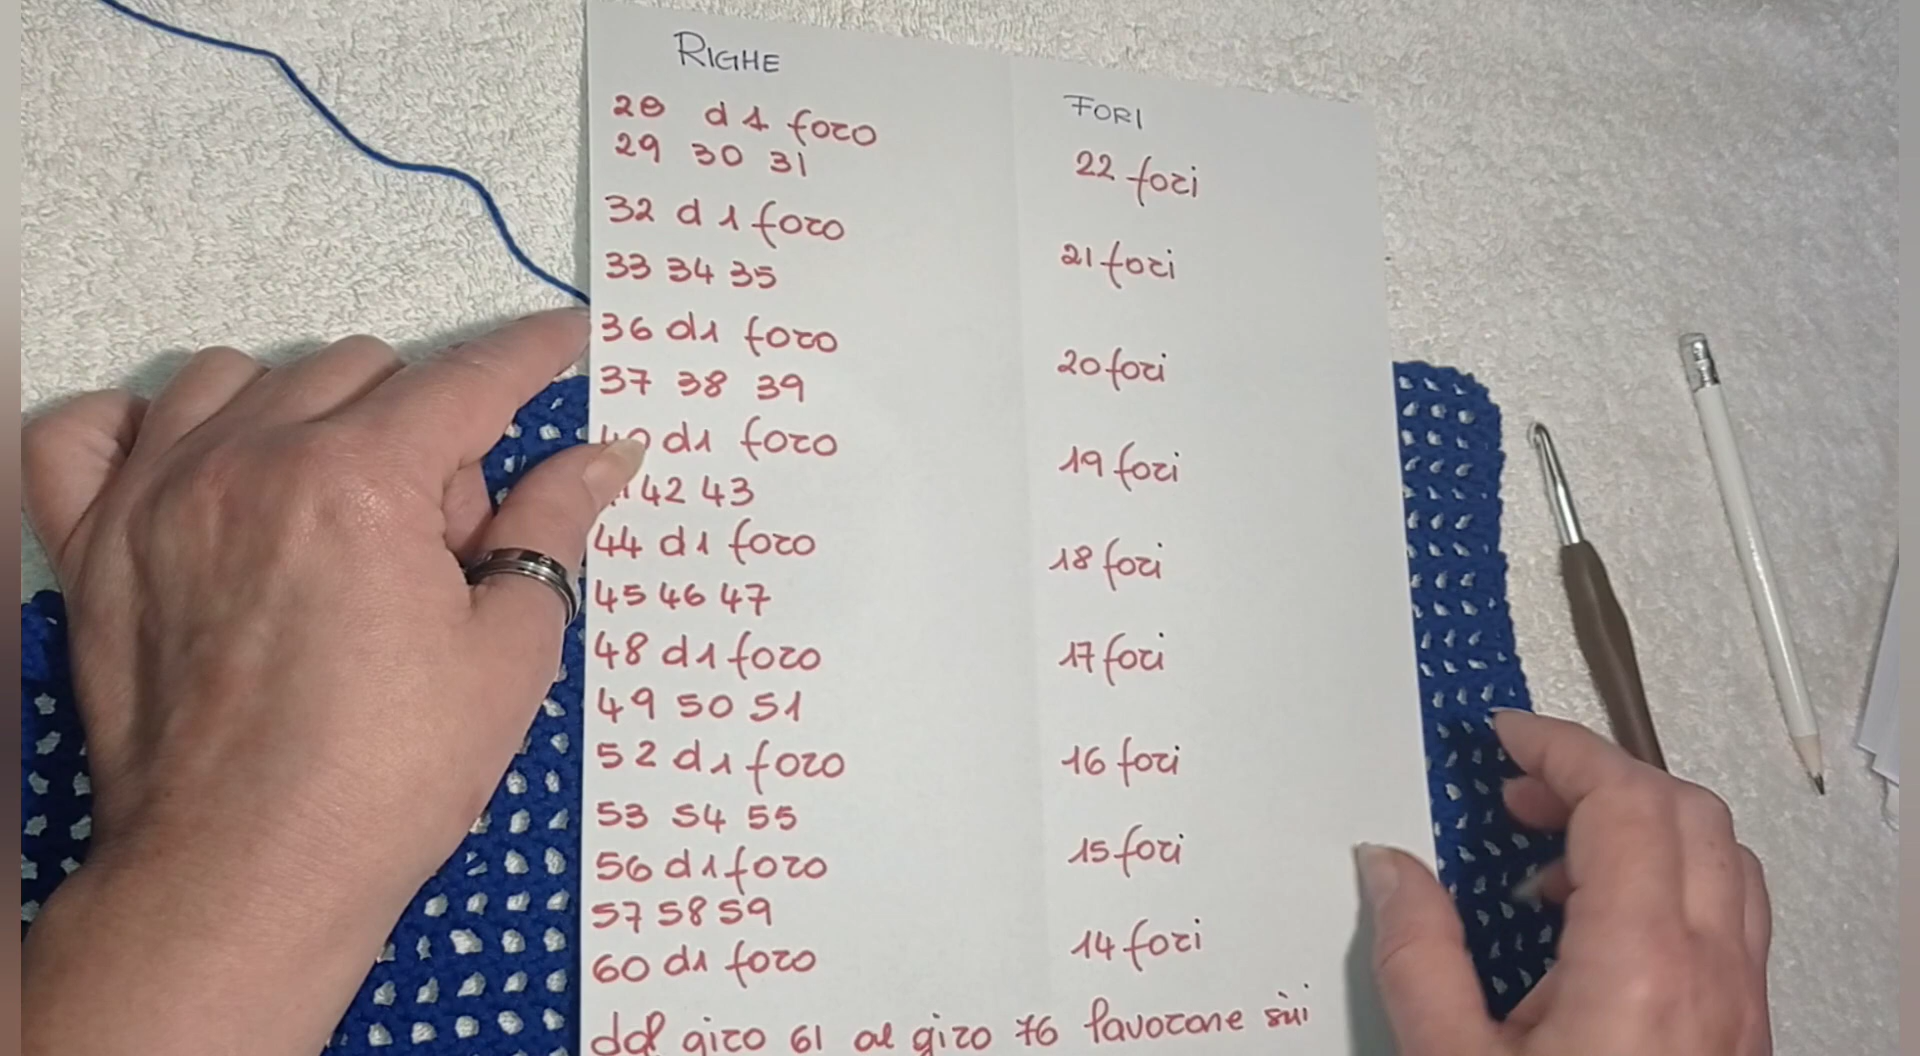 RIGHE
28 d 1 foro
29 30 31
32 d 1 foro
33 34 35
36 d1 foro
37 38 39
40 d1 foro
42 43
44 d1 foro
45 46 47
48 d1 foro
49 50 51
52 d1 foro
53 54 55
56 d1 foro
57 58 59
60 d1 foro
FORI
22 fori
21 fori
20 fori
19 fori
18 fori
17 fori
16 fori
15 fori
14 fori
dal giro 61 al giro 76 lavorare sui